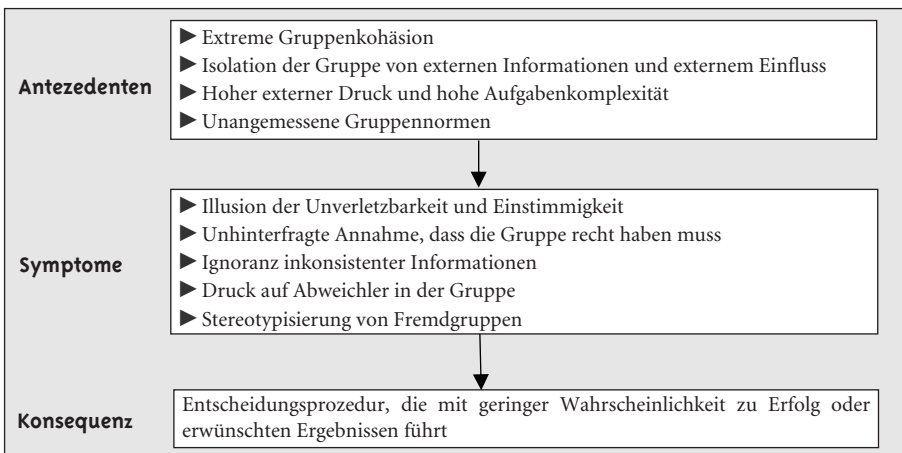 Antezedenten
► Extreme Gruppenkohäsion
► Isolation der Gruppe von externen Informationen und externem Einfluss
► Hoher externer Druck und hohe Aufgabenkomplexität
► Unangemessene Gruppennormen
Symptome
► Illusion der Unverletzbarkeit und Einstimmigkeit
► Unhinterfragte Annahme, dass die Gruppe recht haben muss
► Ignoranz inkonsistenter Informationen
► Druck auf Abweichler in der Gruppe
► Stereotypisierung von Fremdgruppen
Konsequenz
Entscheidungsprozedur, die mit geringer Wahrscheinlichkeit zu Erfolg oder
erwünschten Ergebnissen führt